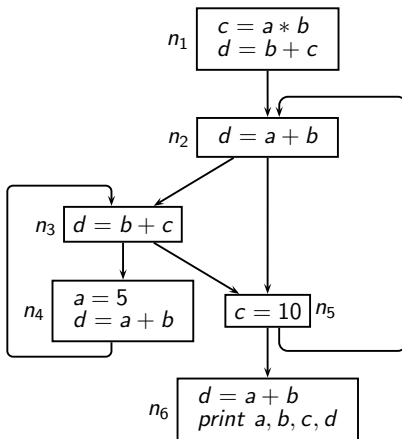 n1
c = a ∗ b
d = b + c
n2
d = a + b
n3
d = b + c
n4
a = 5
d = a + b
c = 10
n5
n6
d = a + b
print a, b, c, d